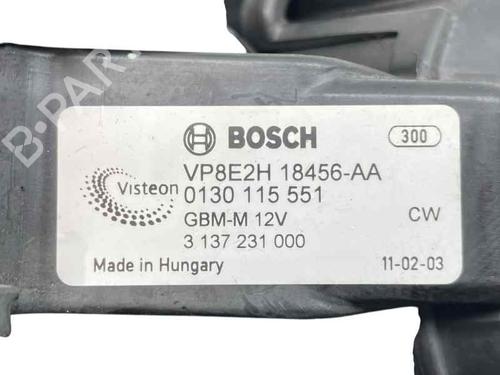 BOSCH
300
VP8E2H 18456-AA
Visteon
0130 115 551
GBM-M 12V
CW
3 137 231 000
Made in Hungary
11-02-03
B-PARTS